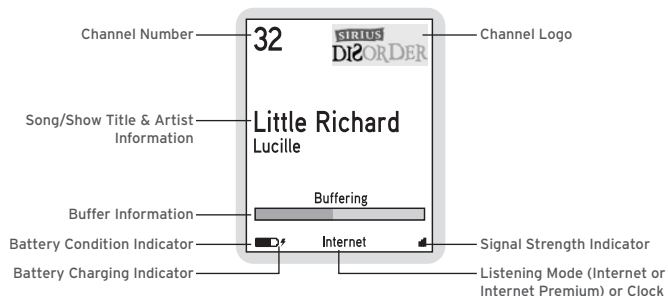 Channel Number
32
SIRIUS
DISORDER
Channel Logo
Song/Show Title & Artist
Information
Little Richard
Lucille
Buffering
Buffer Information
Battery Condition Indicator
Internet
Signal Strength Indicator
Battery Charging Indicator
Listening Mode (Internet or
Internet Premium) or Clock